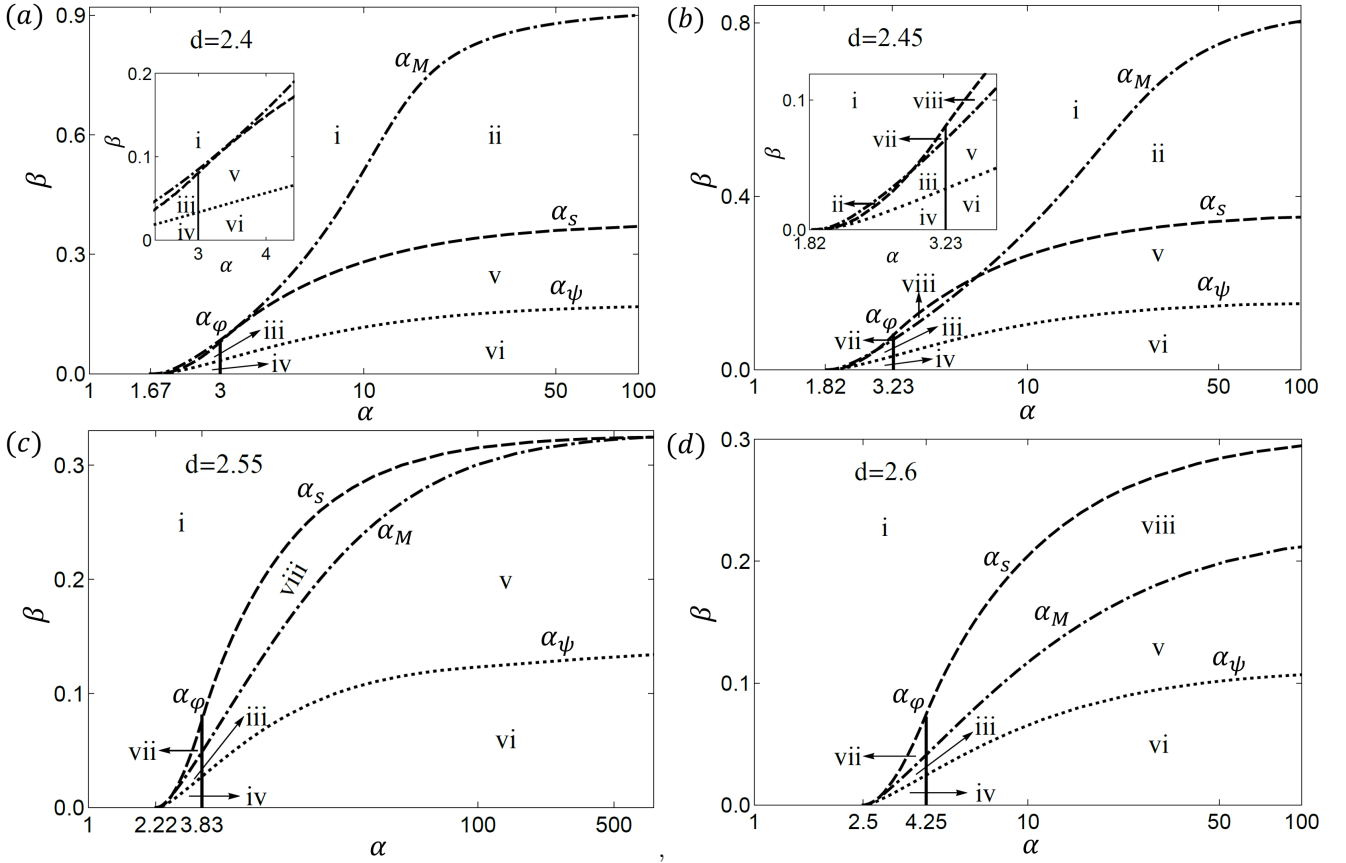 (a)
0.9
0.6
0.3
0.0
β
d=2.4
α_M
i
ii
α_s
v
α_ψ
α_φ
iii
iv
vi
1
1.67
3
10
50
100
α
0.2
0.1
0
β
i
v
iii
iv
vi
3
4
α
(b)
0.8
0.4
0.0
β
d=2.45
α_M
i
ii
α_s
viii
v
α_ψ
α_φ
vii
iii
iv
vi
1
1.82
3.23
10
50
100
α
0.1
0.0
β
i
viii
vii
v
iii
ii
iv
vi
1.82
3.23
α
(c)
0.3
0.2
0.1
0.0
β
d=2.55
i
α_s
α_M
viii
v
α_ψ
α_φ
iii
vii
vi
iv
1
2.22
3.83
100
500
α
,
(d)
0.3
0.2
0.1
0.0
β
d=2.6
i
viii
α_s
α_M
v
α_ψ
α_φ
iii
vii
vi
iv
1
2.5
4.25
10
50
100
α